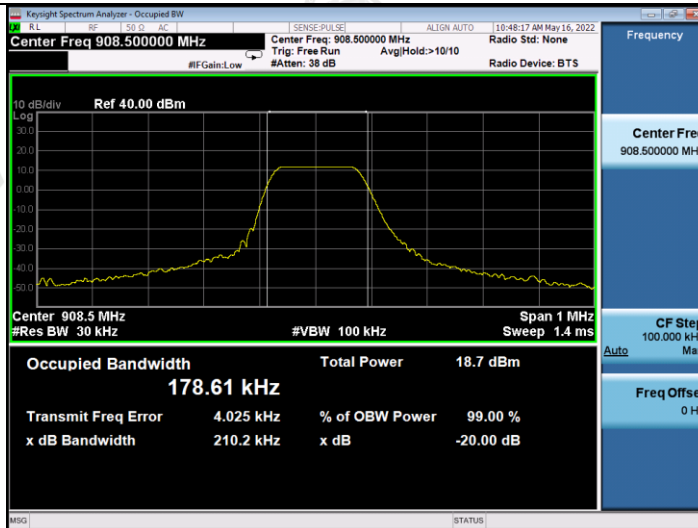 Keysight Spectrum Analyzer - Occupied BW
RL RF 50 Ω AC SENSE:PULSE ALIGN AUTO 10:48:17 AM May 16, 2022
Center Freq 908.500000 MHz
Center Freq: 908.500000 MHz Radio Std: None
Trig: Free Run Avg|Hold:>10/10
#IFGain:Low #Atten: 38 dB Radio Device: BTS
10 dB/div Ref 40.00 dBm
Log
30.0
20.0
10.0
0.00
-10.0
-20.0
-30.0
-40.0
-50.0
Center 908.5 MHz Span 1 MHz
#Res BW 30 kHz #VBW 100 kHz Sweep 1.4 ms
Occupied Bandwidth Total Power 18.7 dBm
178.61 kHz
Transmit Freq Error 4.025 kHz % of OBW Power 99.00 %
x dB Bandwidth 210.2 kHz x dB -20.00 dB
MSG STATUS
Frequency
Center Fre
908.500000 MH
CF Step
100.000 kH
Auto Ma
Freq Offse
0 H